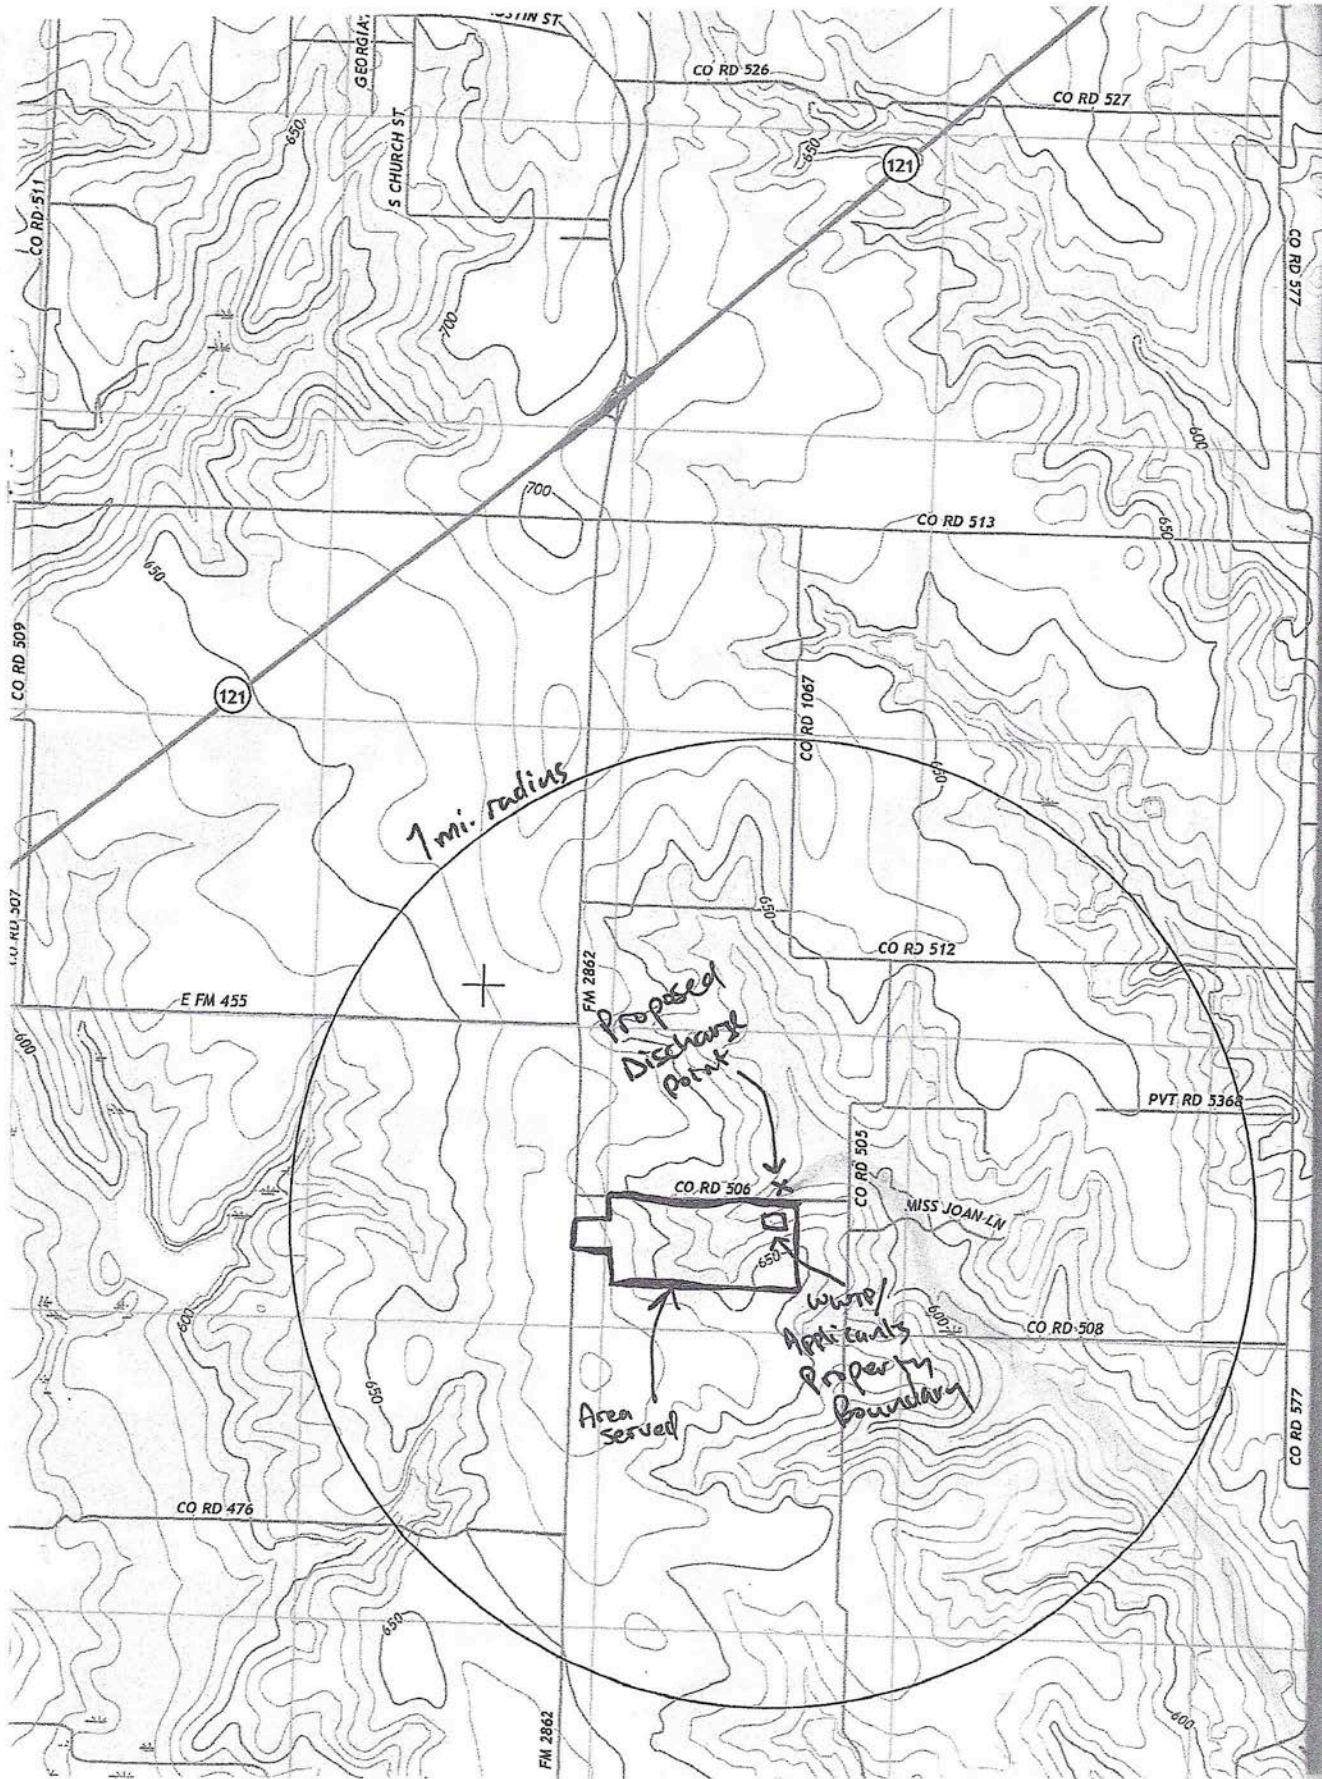 AUSTIN ST
GEORGIA
CO RD 526
CO RD 527
650
S CHURCH ST
650
121
CO RD 511
CO RD 577
700
600
700
CO RD 513
650
650
CO RD 509
121
CO RD 1067
650
1 mi. radius
CO RD 507
650
CO RD 512
FM 2862
E FM 455
Proposed
Discharge
Point
600
PVT RD 5368
CO RD 505
CO RD 506
MISS JOAN LN
650
WWTP/
Applicants
Property
Boundary
600
600
CO RD 508
650
Area
served
CO RD 577
CO RD 476
650
FM 2862
600